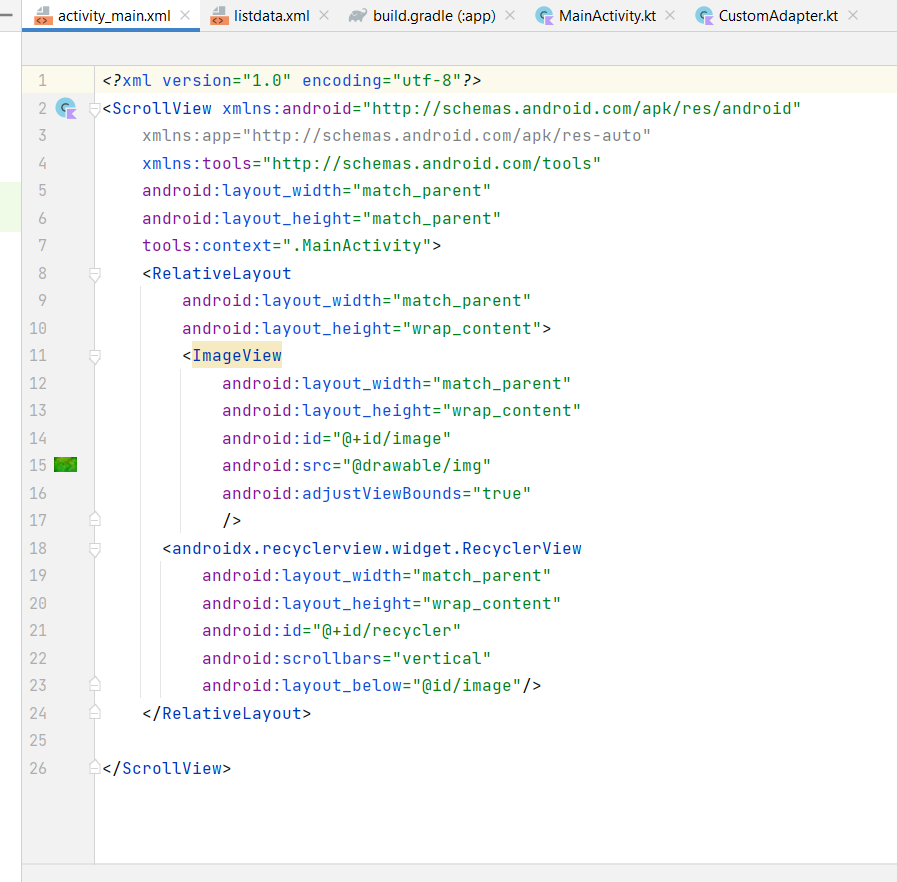 activity_main.xml listdata.xml build.gradle (:app) MainActivity.kt CustomAdapter.kt
1 <?xml version="1.0" encoding="utf-8"?>
2 <ScrollView xmlns:android="http://schemas.android.com/apk/res/android"
3 xmlns:app="http://schemas.android.com/apk/res-auto"
4 xmlns:tools="http://schemas.android.com/tools"
5 android:layout_width="match_parent"
6 android:layout_height="match_parent"
7 tools:context=".MainActivity">
8 <RelativeLayout
9 android:layout_width="match_parent"
10 android:layout_height="wrap_content">
11 <ImageView
12 android:layout_width="match_parent"
13 android:layout_height="wrap_content"
14 android:id="@+id/image"
15 android:src="@drawable/img"
16 android:adjustViewBounds="true"
17 />
18 <androidx.recyclerview.widget.RecyclerView
19 android:layout_width="match_parent"
20 android:layout_height="wrap_content"
21 android:id="@+id/recycler"
22 android:scrollbars="vertical"
23 android:layout_below="@id/image"/>
24 </RelativeLayout>
25
26 </ScrollView>